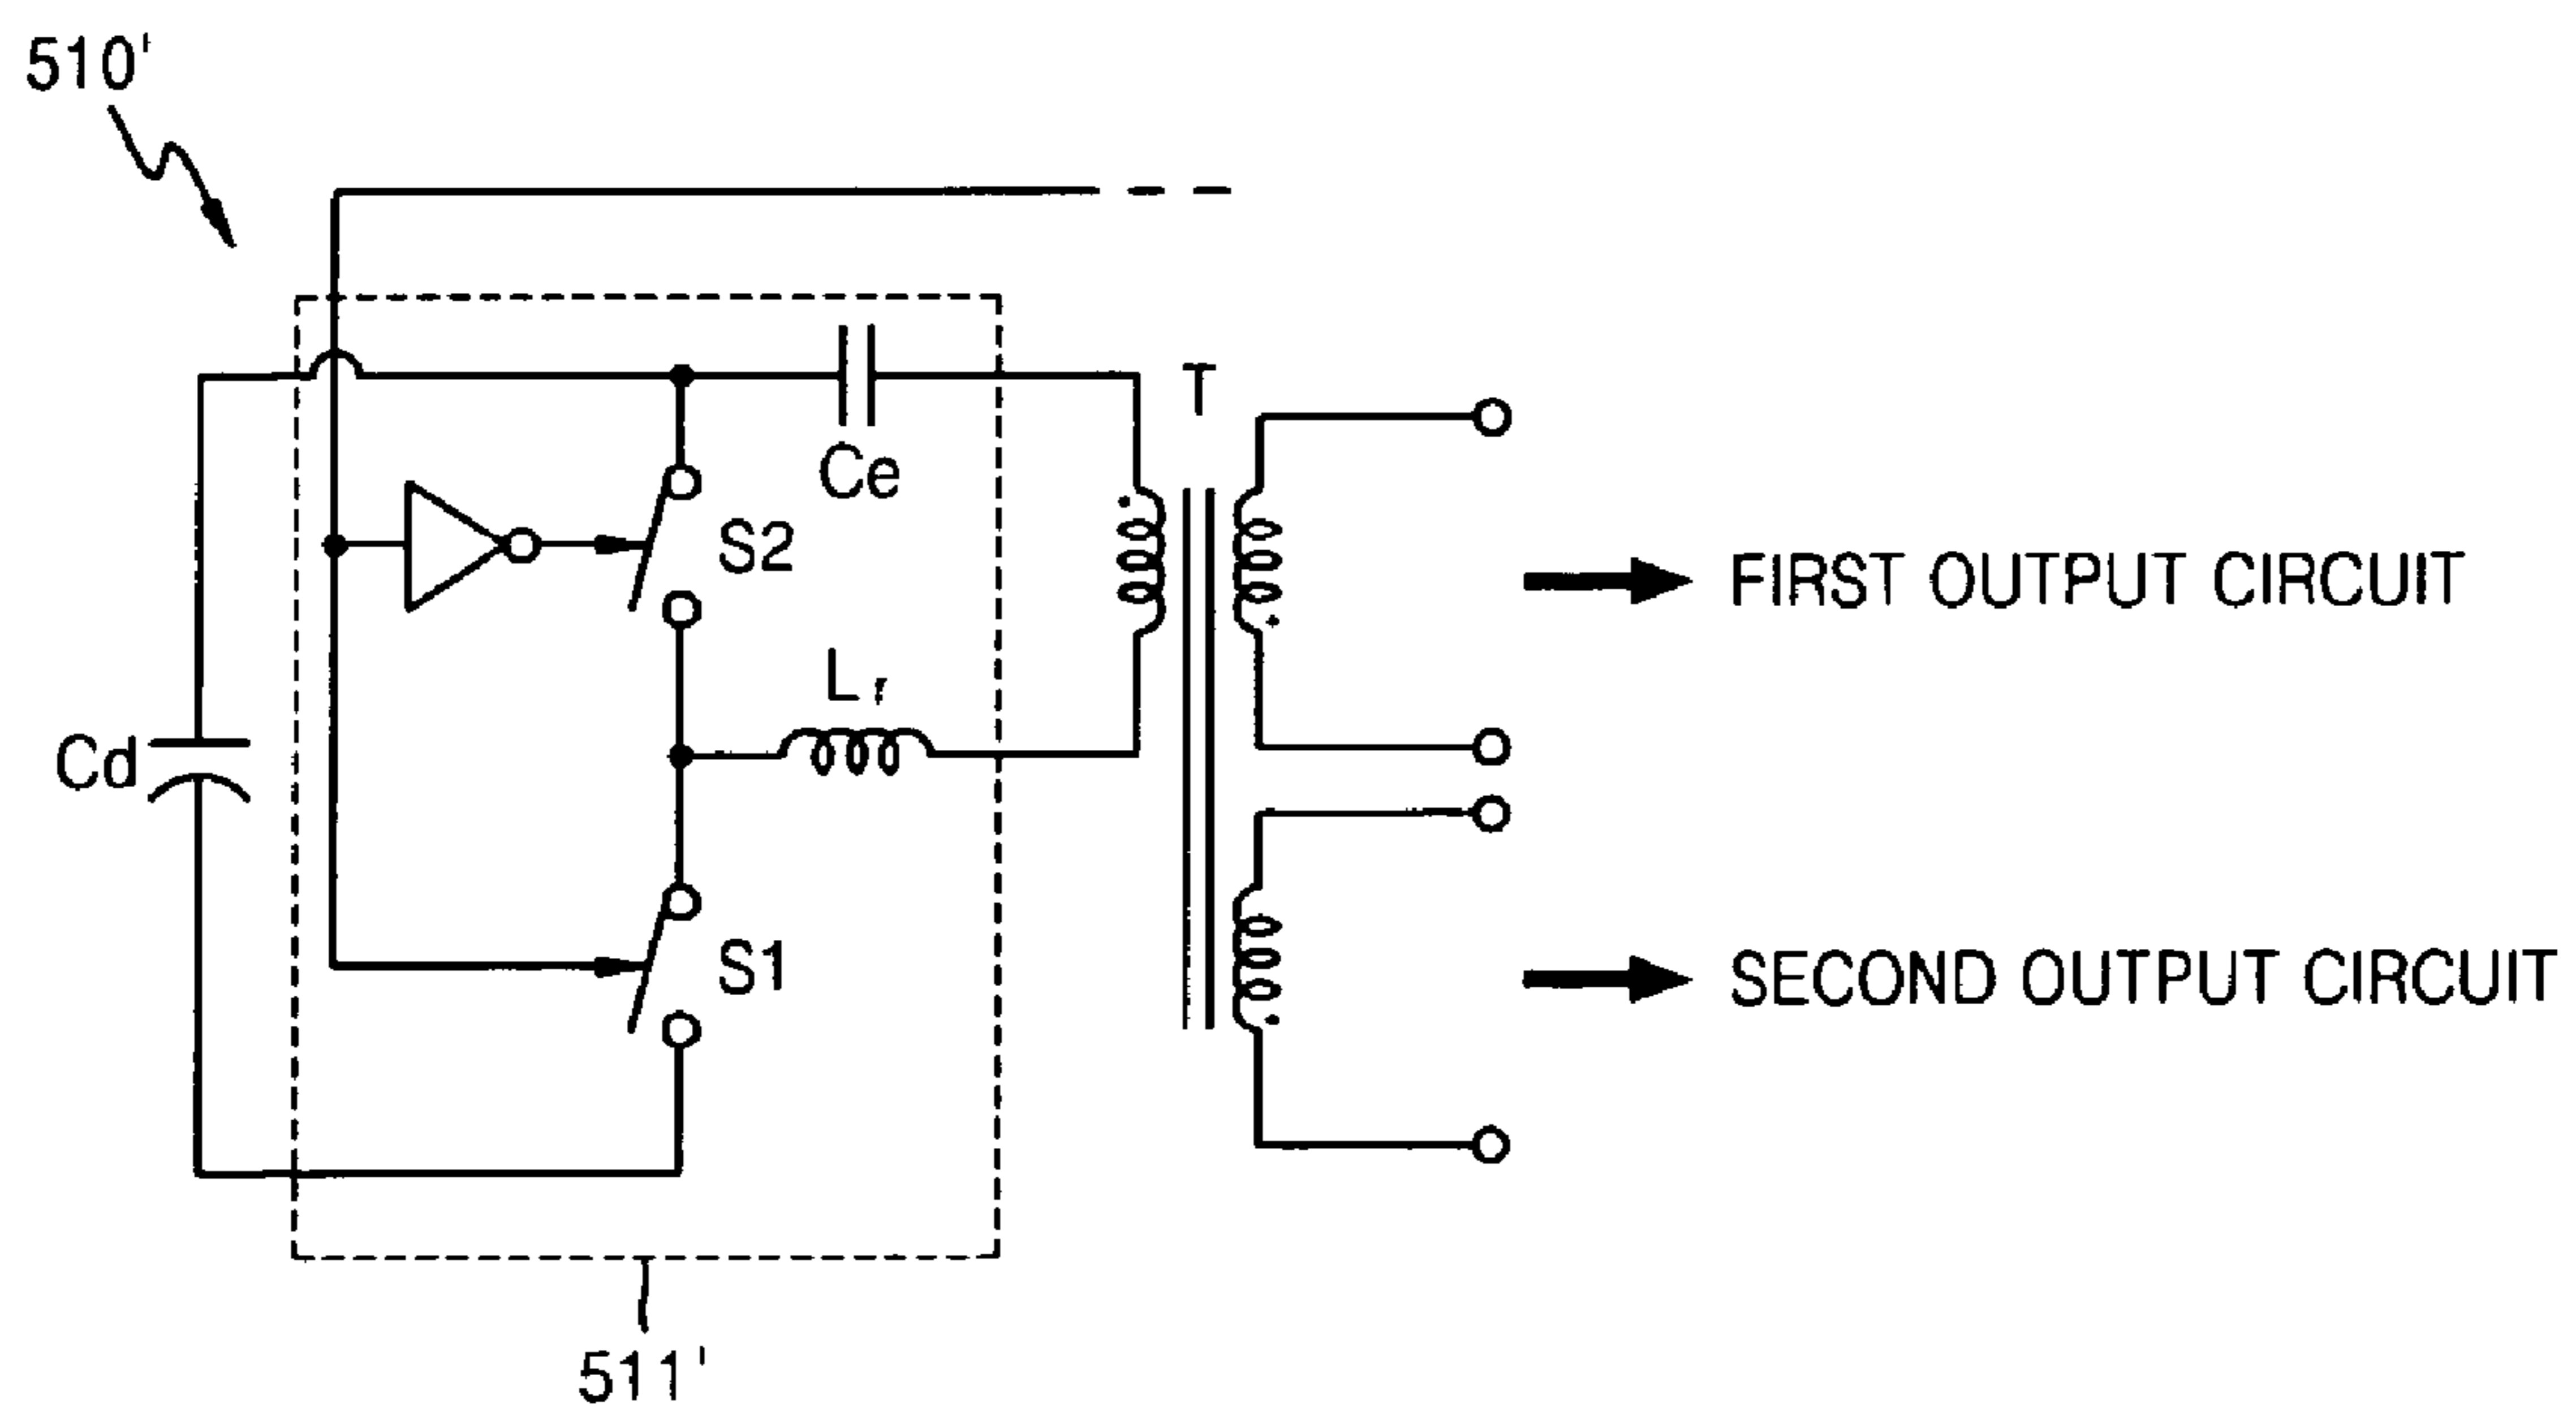 510'
T
Ce
S2
FIRST OUTPUT CIRCUIT
Lr
Cd
S1
SECOND OUTPUT CIRCUIT
511'